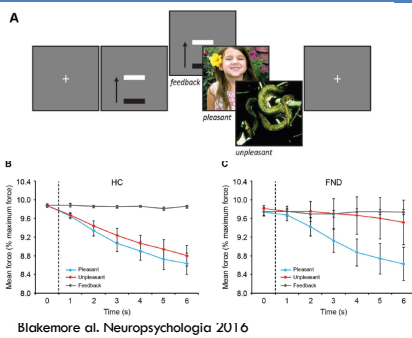 A
feedback
pleasant
unpleasant
B
HC
10.4
10.0
9.6
9.2
8.8
8.4
8.0
Mean force (% maximum force)
Pleasant
Unpleasant
Feedback
0 1 2 3 4 5 6
Time (s)
C
FND
10.4
10.0
9.6
9.2
8.8
8.4
8.0
Mean force (% maximum force)
Pleasant
Unpleasant
Feedback
0 1 2 3 4 5 6
Time (s)
Blakemore al. Neuropsychologia 2016